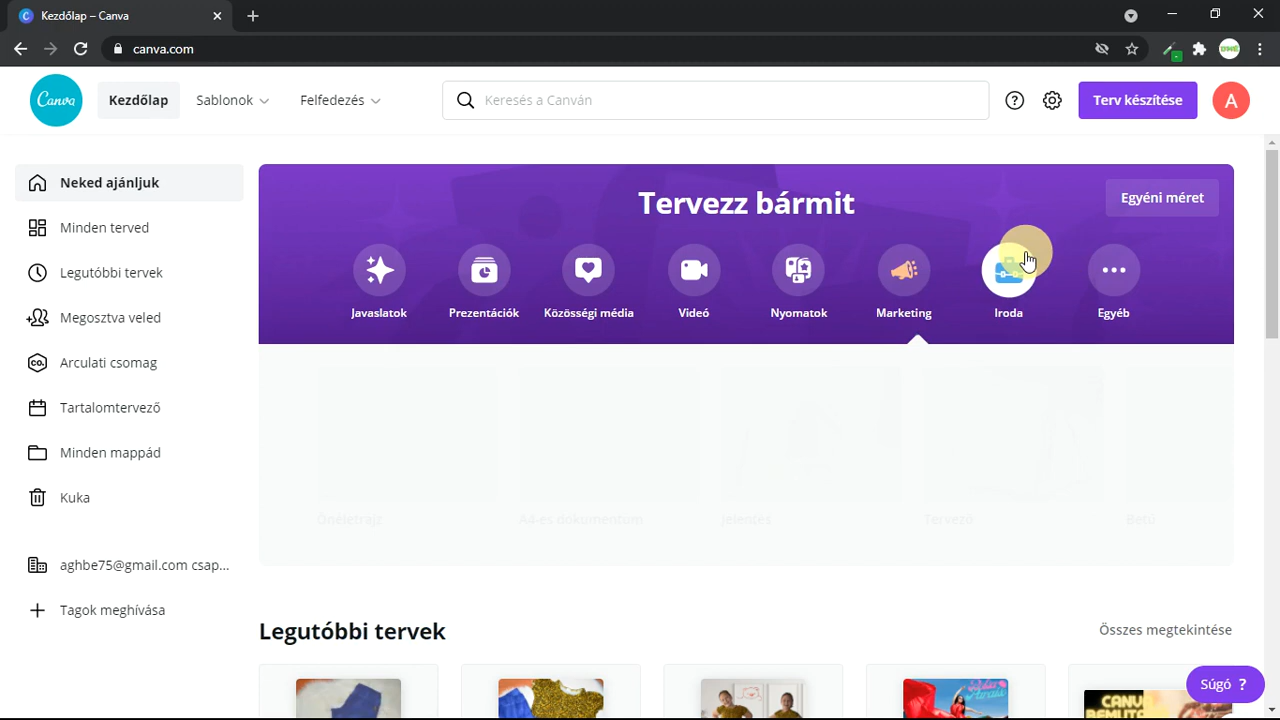 Kezdőlap – Canva
canva.com
Canva
Kezdőlap
Sablonok
Felfedezés
Keresés a Canván
Terv készítése
A
Neked ajánljuk
Minden terved
Legutóbbi tervek
Megosztva veled
CO.
Arculati csomag
Tartalomtervező
Minden mappád
Kuka
aghbe75@gmail.com csap...
Tagok meghívása
Tervezz bármit
Egyéni méret
Javaslatok
Prezentációk
Közösségi média
Videó
Nyomatok
Marketing
Iroda
Egyéb
Önéletrajz
A4-es dokumentum
Jelentés
Tervező
Legutóbbi tervek
Összes megtekintése
Súgó ?